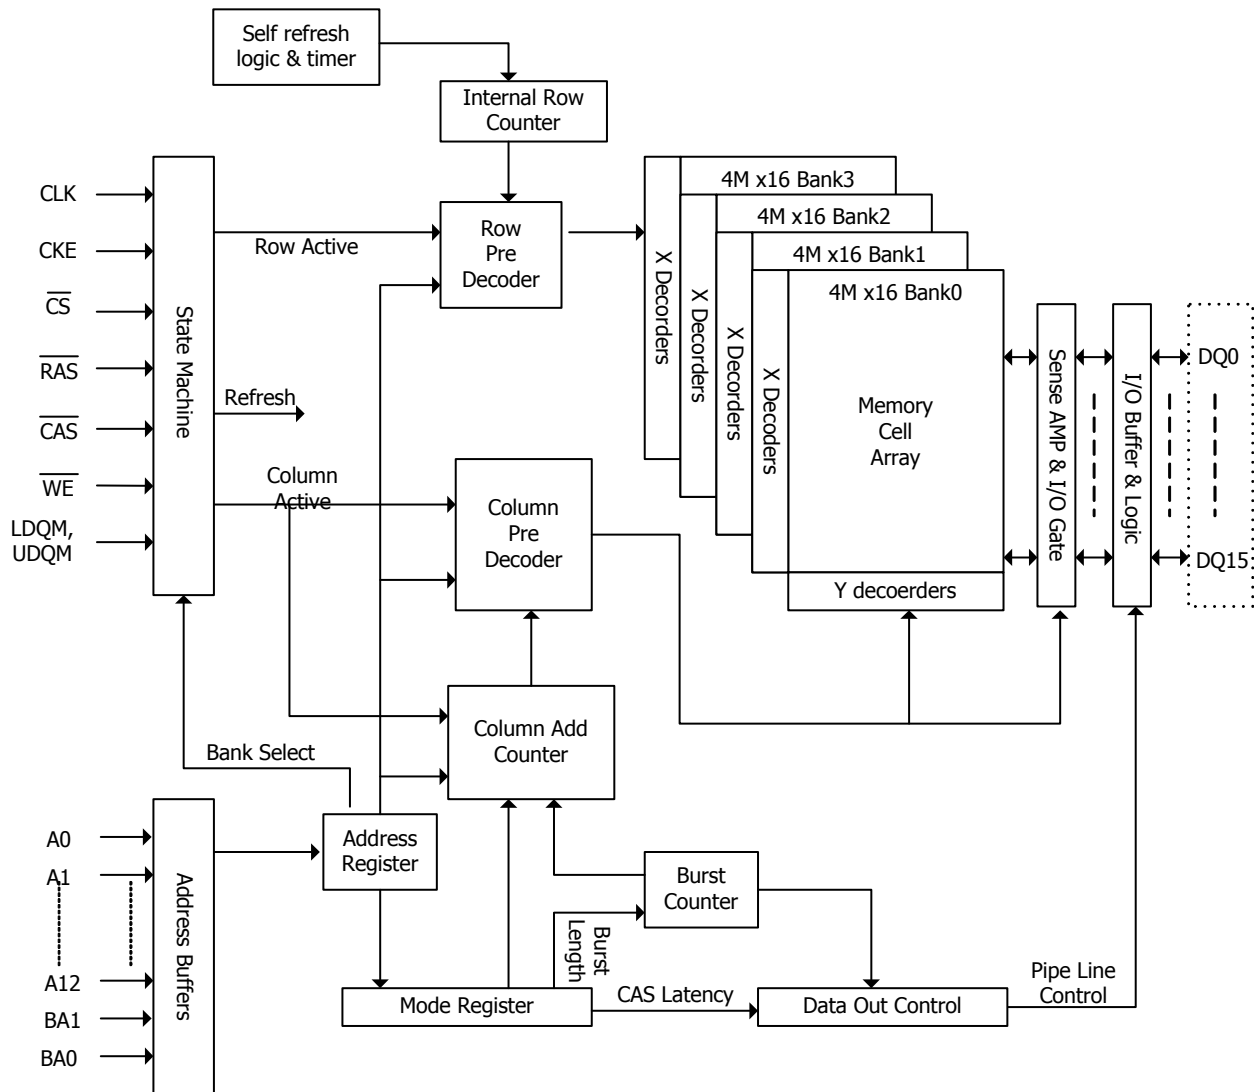 Self refresh
logic & timer
Internal Row
Counter
CLK
CKE
CS
RAS
CAS
WE
LDQM,
UDQM
State Machine
Row Active
Refresh
Column
Active
Row
Pre
Decoder
Column
Pre
Decoder
Column Add
Counter
X Decorders
X Decorders
X Decorders
X Decoders
4M x16 Bank3
4M x16 Bank2
4M x16 Bank1
4M x16 Bank0
Memory
Cell
Array
Y decoerders
Sense AMP & I/O Gate
I/O Buffer & Logic
DQ0
DQ15
Bank Select
A0
A1
A12
BA1
BA0
Address Buffers
Address
Register
Burst
Counter
Burst
Length
Mode Register
CAS Latency
Data Out Control
Pipe Line
Control